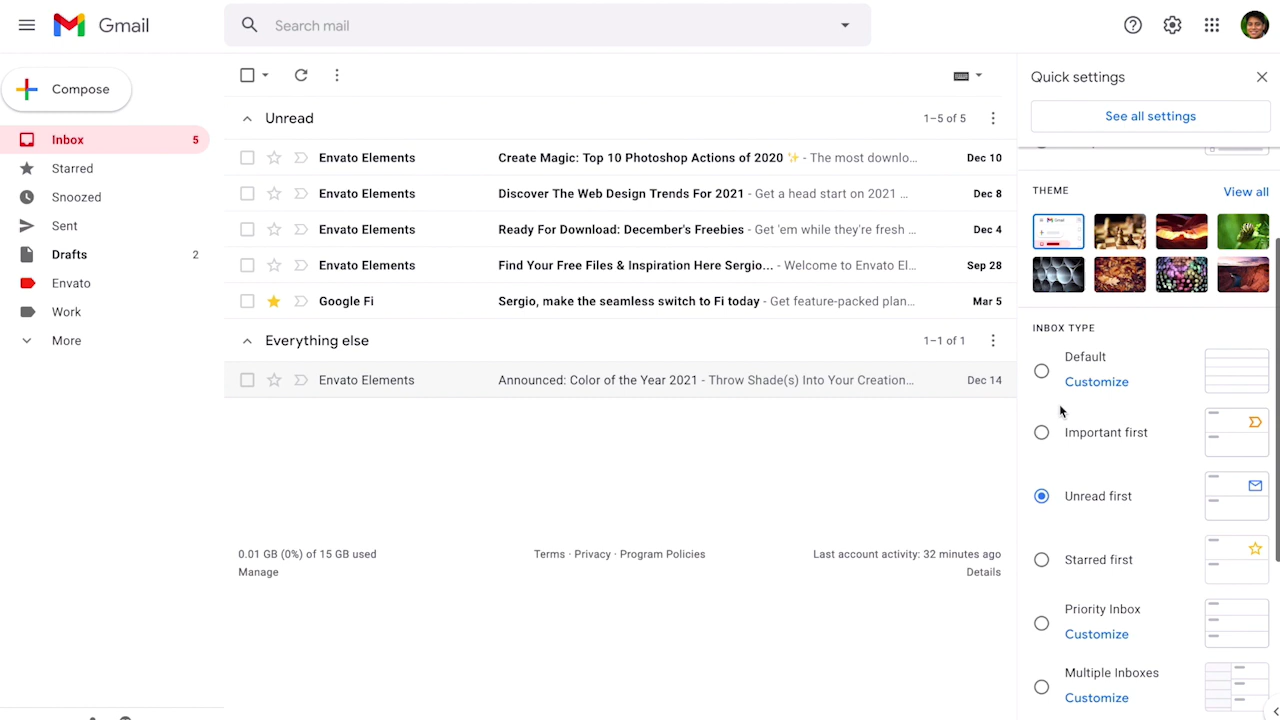 Gmail
Search mail
Compose
Inbox 5
Starred
Snoozed
Sent
Drafts 2
Envato
Work
More
Unread 1–5 of 5
Envato Elements Create Magic: Top 10 Photoshop Actions of 2020 ✨ - The most downlo... Dec 10
Envato Elements Discover The Web Design Trends For 2021 - Get a head start on 2021 ... Dec 8
Envato Elements Ready For Download: December's Freebies - Get 'em while they're fresh ... Dec 4
Envato Elements Find Your Free Files & Inspiration Here Sergio... - Welcome to Envato El... Sep 28
Google Fi Sergio, make the seamless switch to Fi today - Get feature-packed plan... Mar 5
Everything else 1–1 of 1
Envato Elements Announced: Color of the Year 2021 - Throw Shade(s) Into Your Creation... Dec 14
0.01 GB (0%) of 15 GB used
Manage
Terms · Privacy · Program Policies
Last account activity: 32 minutes ago
Details
Quick settings
See all settings
THEME View all
Gmail
INBOX TYPE
Default
Customize
Important first
Unread first
Starred first
Priority Inbox
Customize
Multiple Inboxes
Customize